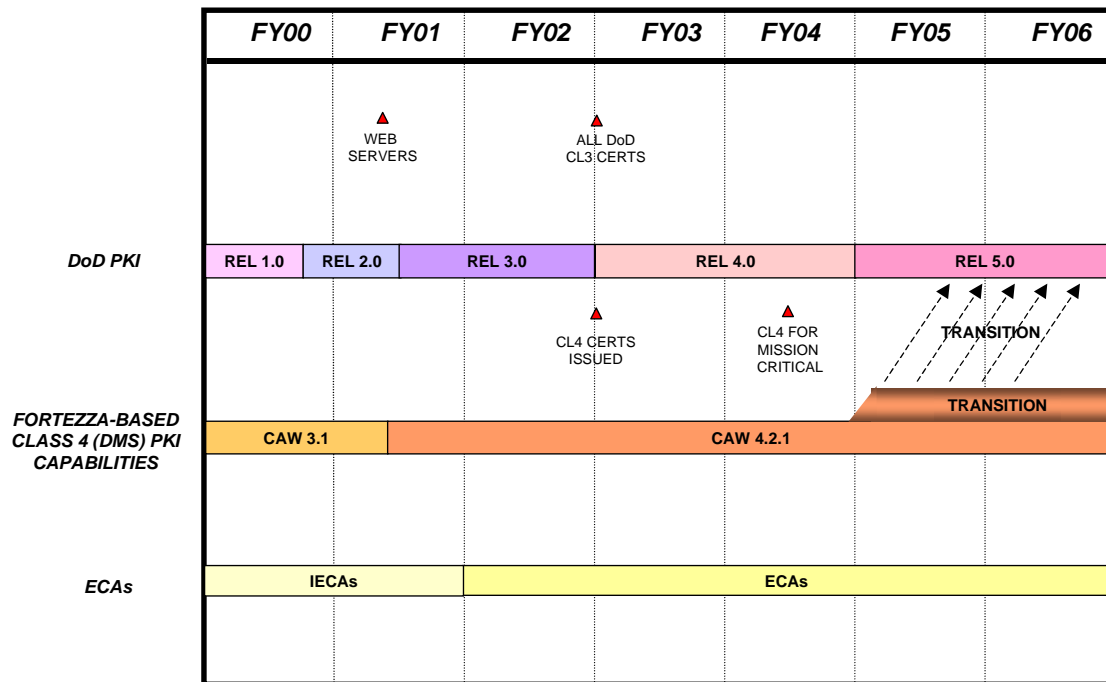 FY00 FY01 FY02 FY03 FY04 FY05 FY06
WEB
SERVERS
ALL DoD
CL3 CERTS
DoD PKI
REL 1.0 REL 2.0 REL 3.0 REL 4.0 REL 5.0
CL4 CERTS
ISSUED
CL4 FOR
MISSION
CRITICAL
TRANSITION
TRANSITION
FORTEZZA-BASED
CLASS 4 (DMS) PKI
CAPABILITIES
CAW 3.1 CAW 4.2.1
ECAs
IECAs ECAs